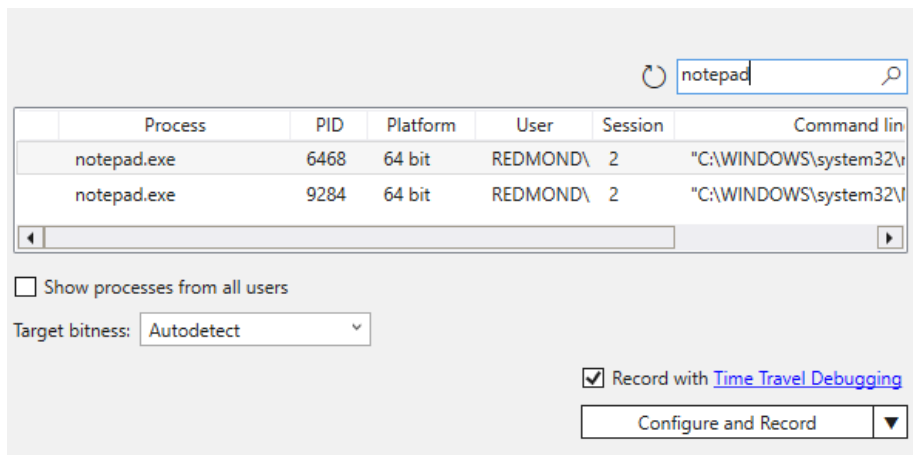 notepad
Process PID Platform User Session Command lin
notepad.exe 6468 64 bit REDMOND\ 2 "C:\WINDOWS\system32\
notepad.exe 9284 64 bit REDMOND\ 2 "C:\WINDOWS\system32\
Show processes from all users
Target bitness: Autodetect
Record with Time Travel Debugging
Configure and Record